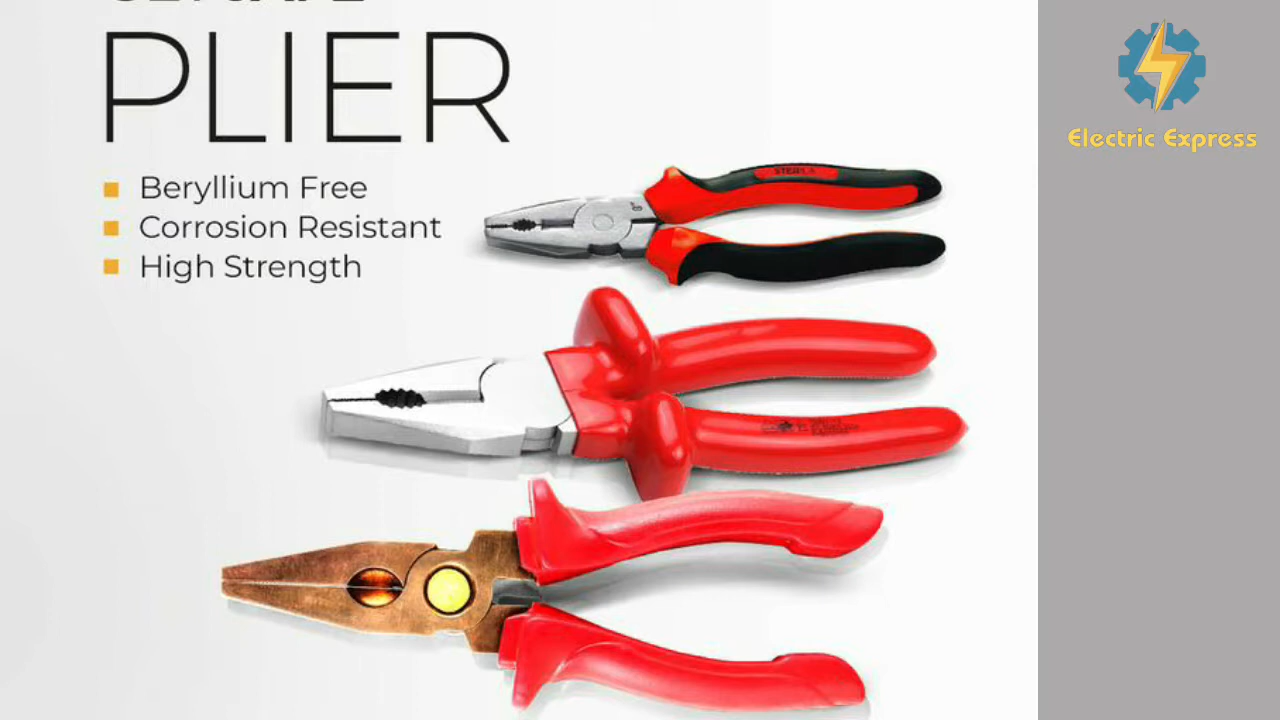 PLIER
Beryllium Free
Corrosion Resistant
High Strength
Electric Express